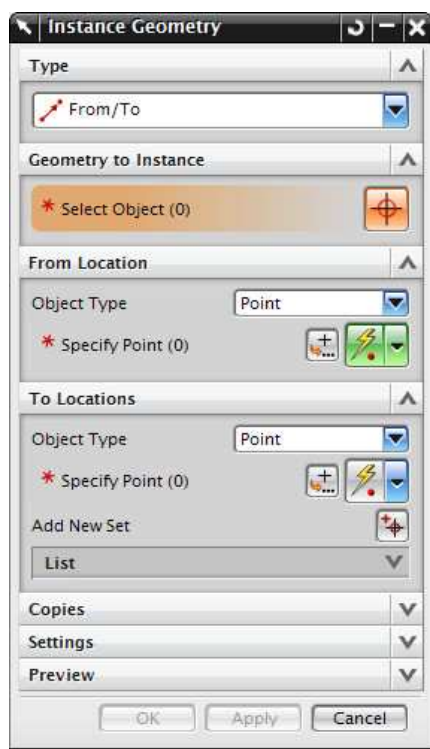 Instance Geometry
Type
From/To
Geometry to Instance
* Select Object (0)
From Location
Object Type Point
* Specify Point (0)
To Locations
Object Type Point
* Specify Point (0)
Add New Set
List
Copies
Settings
Preview
OK Apply Cancel